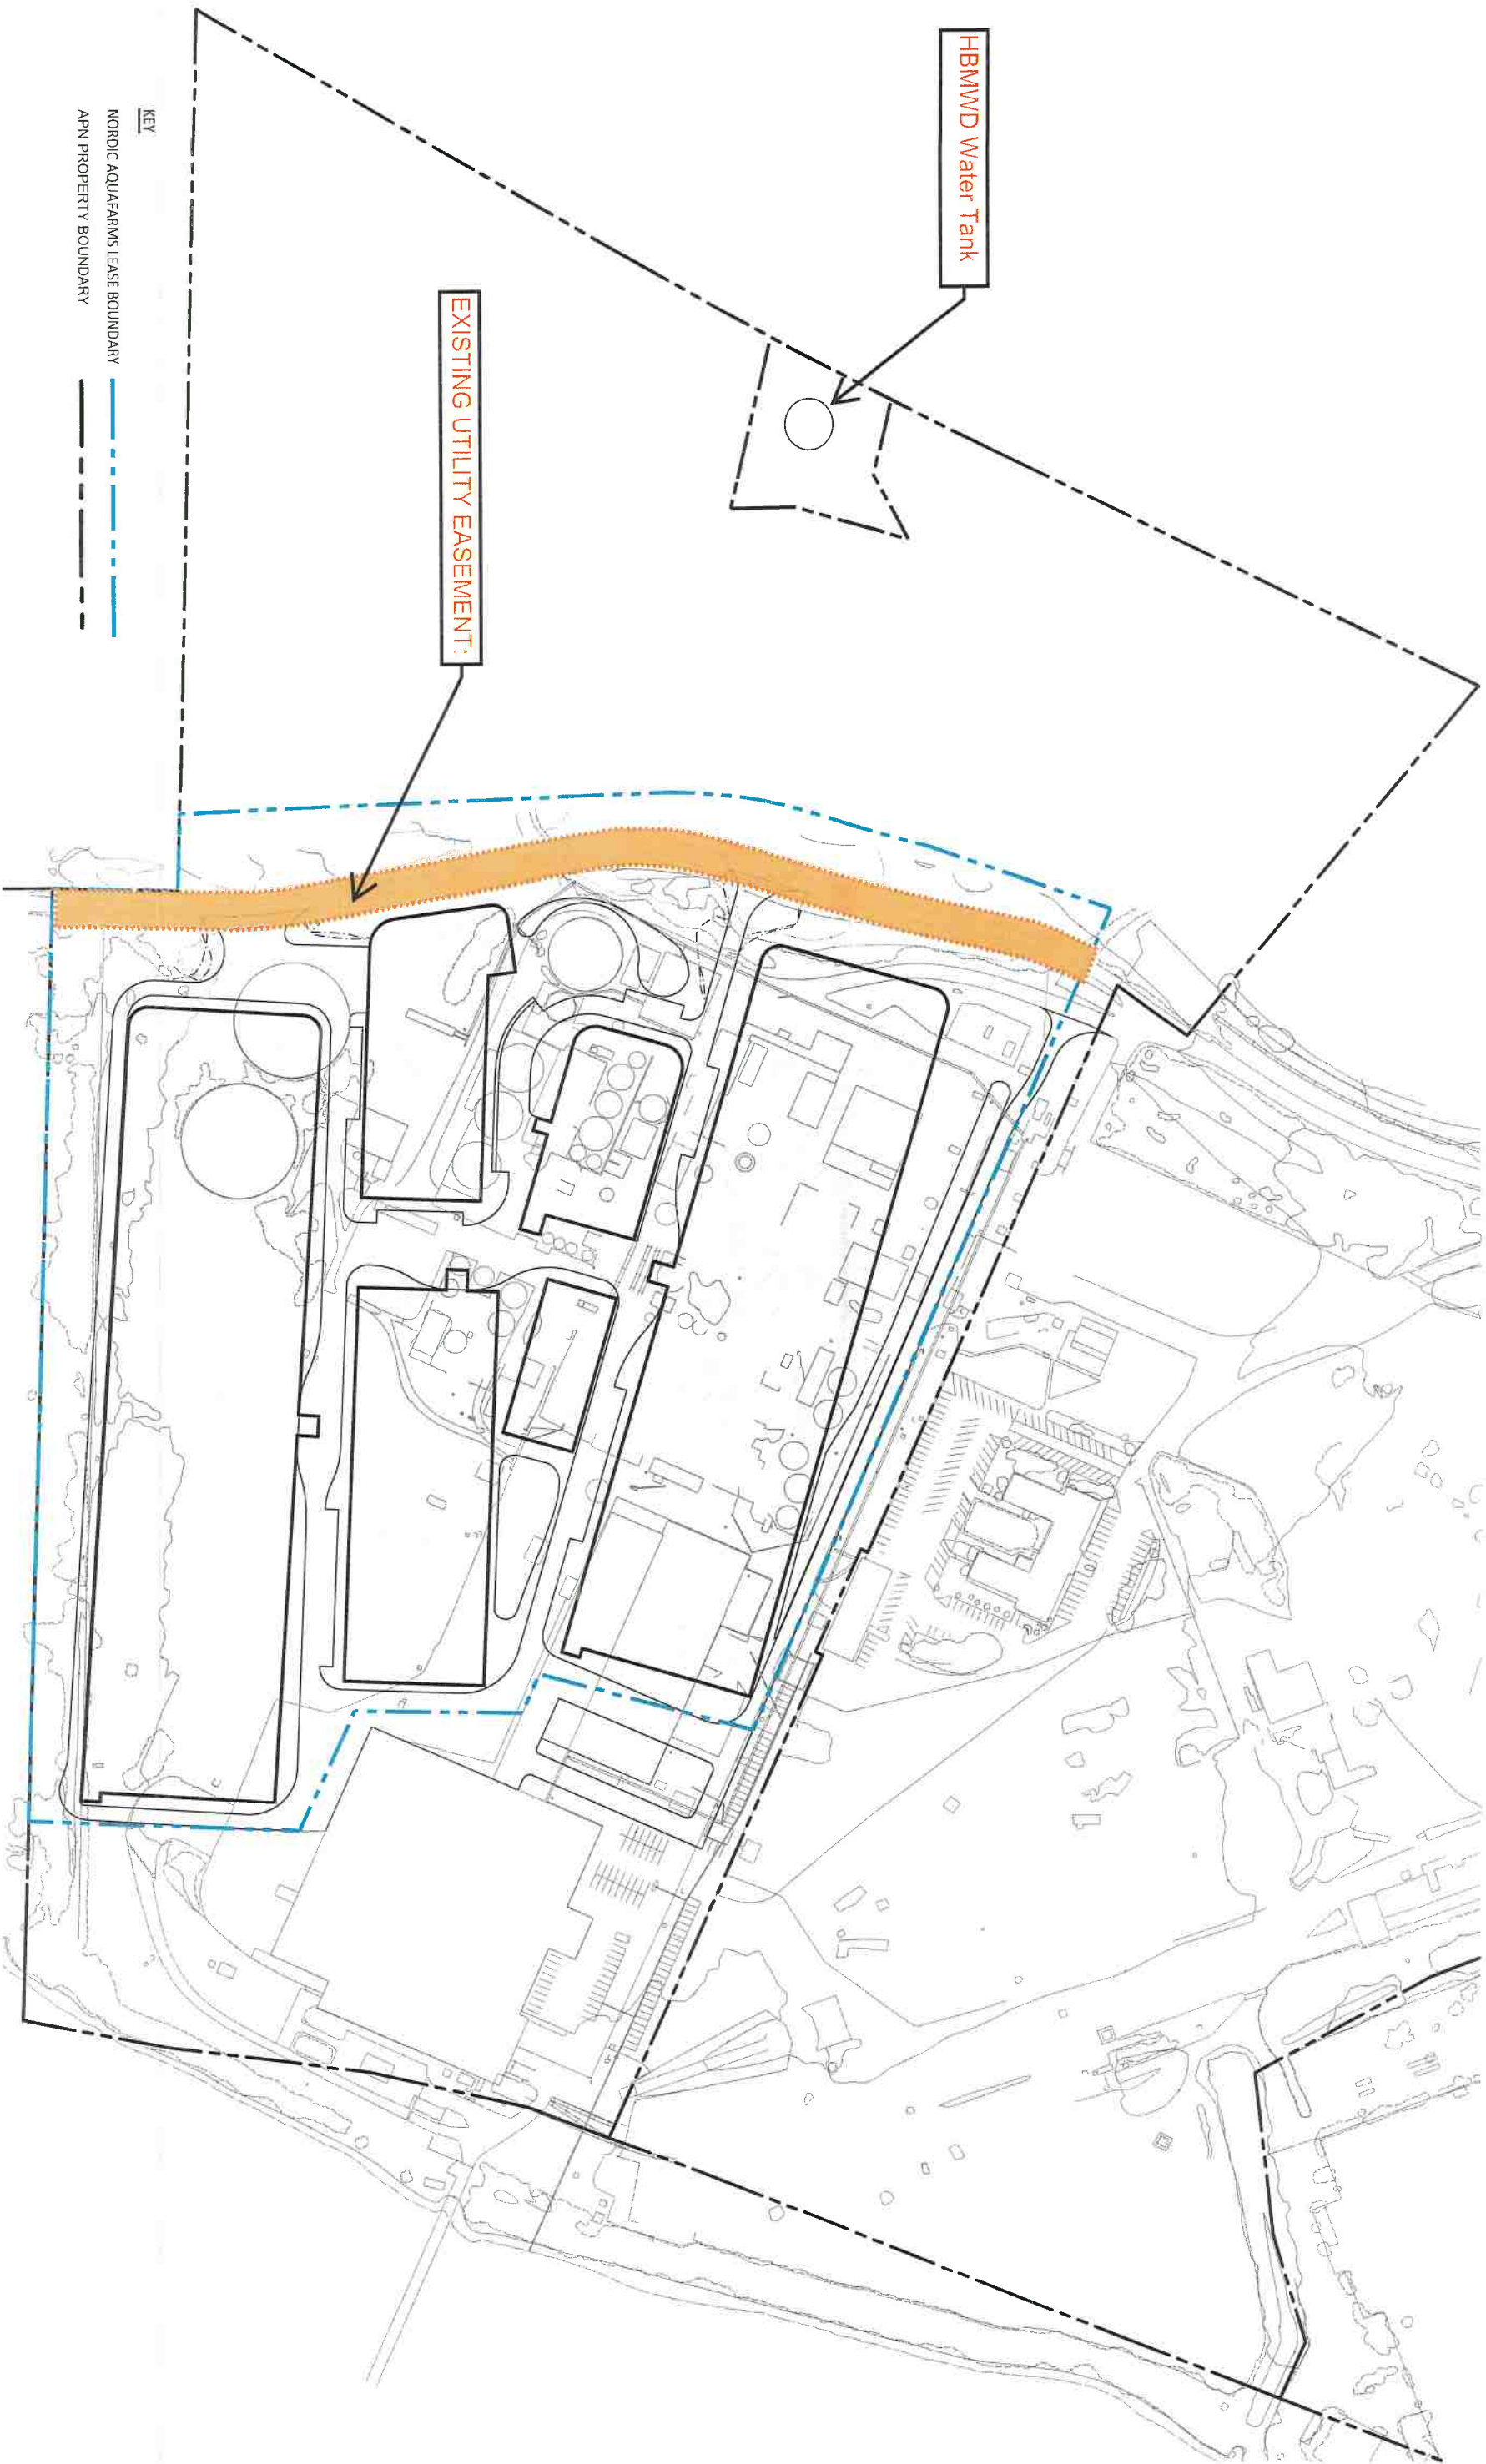 HBMWD Water Tank
EXISTING UTILITY EASEMENT:
KEY
NORDIC AQUAFARMS LEASE BOUNDARY
APN PROPERTY BOUNDARY